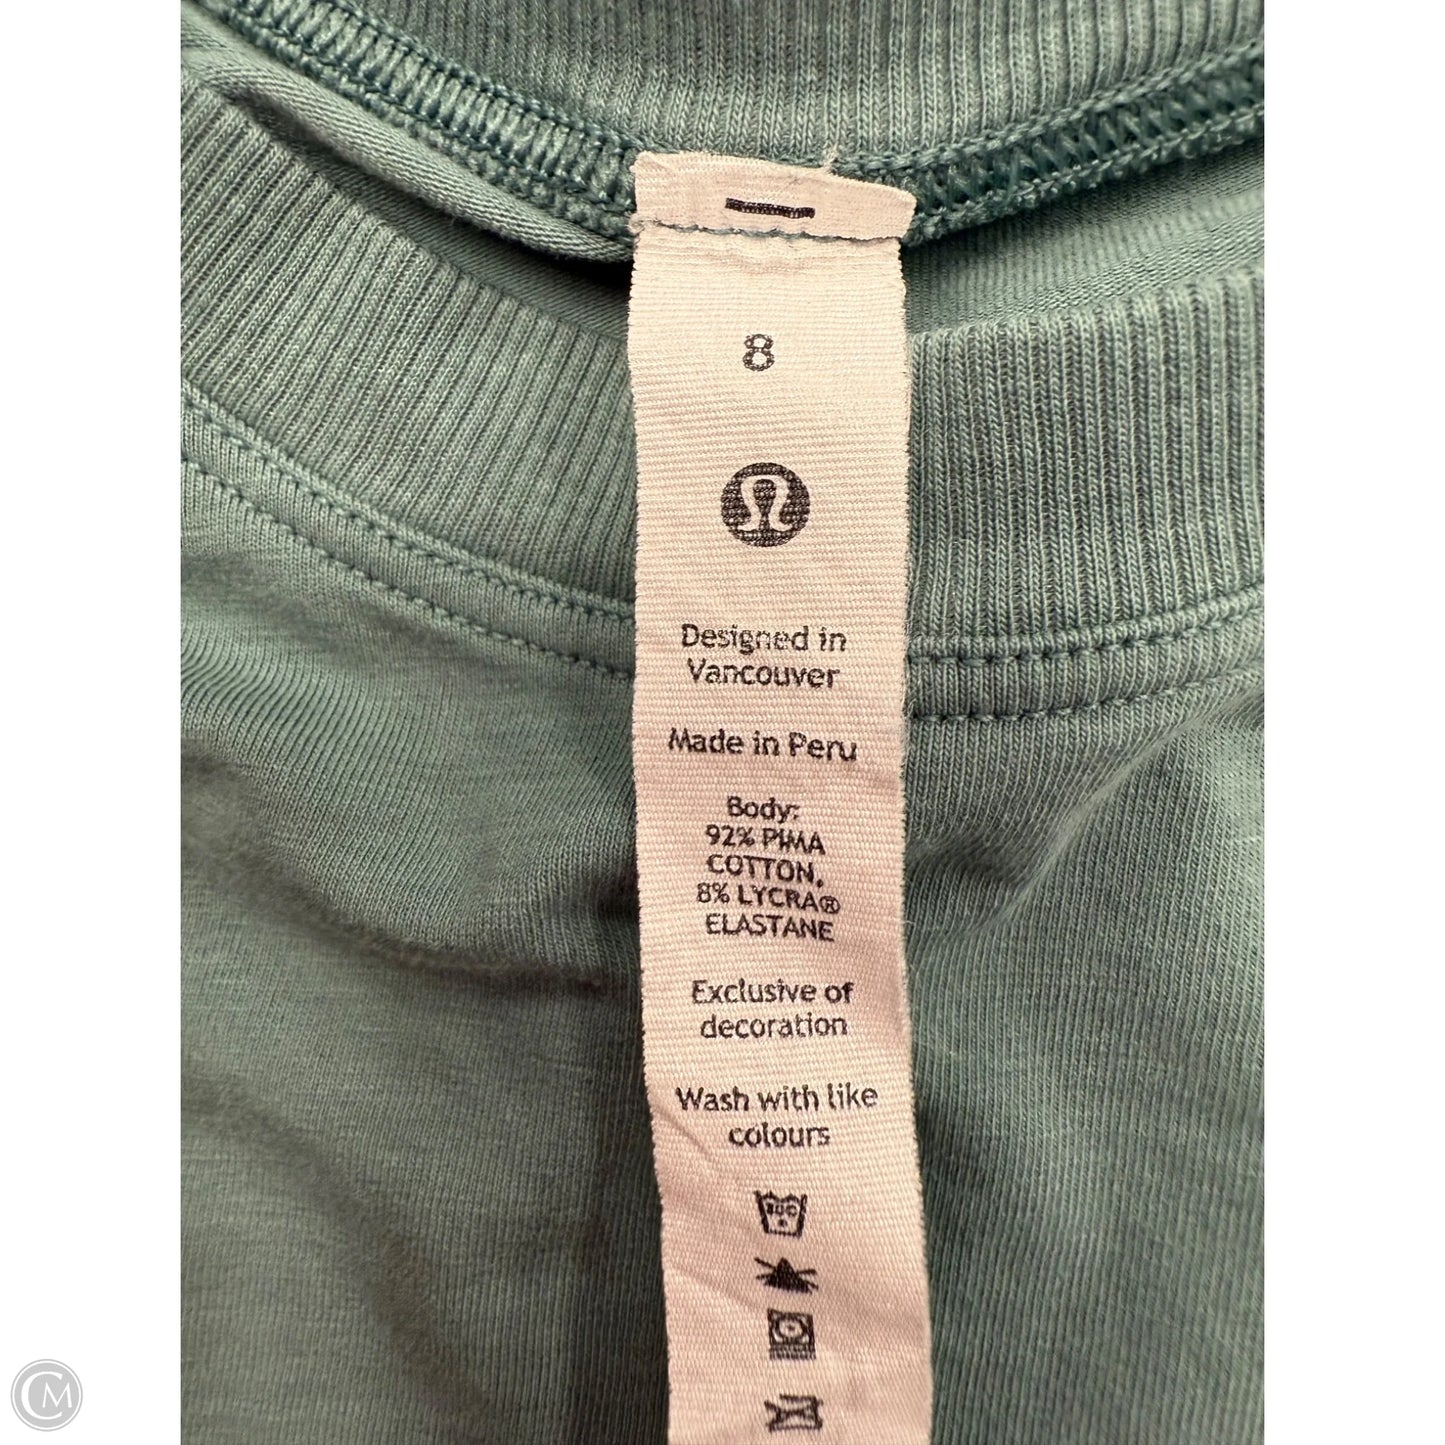 8
Designed in
Vancouver
Made in Peru
Body:
92% PIMA
COTTON,
8% LYCRA®
ELASTANE
Exclusive of
decoration
Wash with like
colours
CM